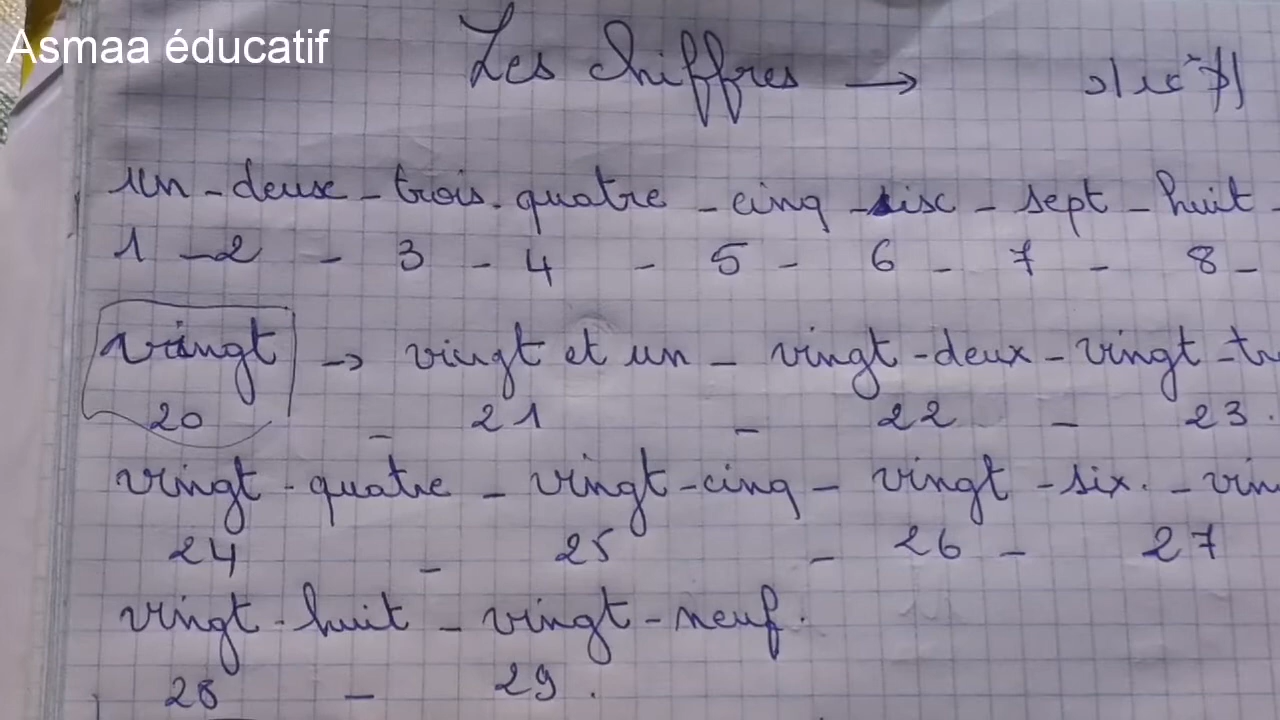 Asmaa éducatif
Les chiffres →
un - deux - trois - quatre - cinq - six - sept - huit -
1 - 2 - 3 - 4 - 5 - 6 - 7 - 8 -
vingt → vingt et un - vingt-deux - vingt-tr
20 - 21 - 22 - 23.
vingt-quatre - vingt-cinq - vingt-six. - vin
24 - 25 - 26 - 27
vingt-huit - vingt-neuf.
28 - 29.